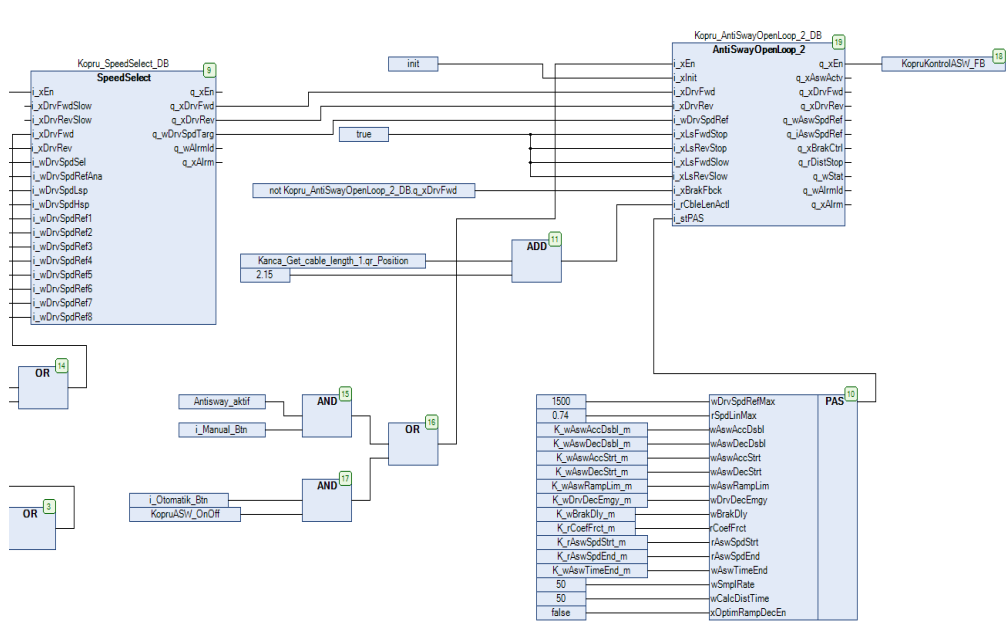 Kopru_SpeedSelect_DB
9
SpeedSelect
i_xEn
q_xEn
i_xDrvFwdSlow
q_xDrvFwd
i_xDrvRevSlow
q_xDrvRev
i_xDrvFwd
q_wDrvSpdTarg
i_xDrvRev
q_wAlrmId
i_wDrvSpdSel
q_xAlrm
i_wDrvSpdRefAna
i_wDrvSpdLsp
i_wDrvSpdHsp
i_wDrvSpdRef1
i_wDrvSpdRef2
i_wDrvSpdRef3
i_wDrvSpdRef4
i_wDrvSpdRef5
i_wDrvSpdRef6
i_wDrvSpdRef7
i_wDrvSpdRef8
init
true
not Kopru_AntiSwayOpenLoop_2_DB.q_xDrvFwd
Kanca_Get_cable_length_1.qr_Position
2.15
ADD
11
Kopru_AntiSwayOpenLoop_2_DB
19
AntiSwayOpenLoop_2
i_xEn
q_xEn
i_xInit
q_xAswActv
i_xDrvFwd
q_xDrvFwd
i_xDrvRev
q_xDrvRev
i_wDrvSpdRef
q_wAswSpdRef
i_xLsFwdStop
q_iAswSpdRef
i_xLsRevStop
q_xBrakCtrl
i_xLsFwdSlow
q_rDistStop
i_xLsRevSlow
q_wStat
i_xBrakFbck
q_wAlrmId
i_rCbleLenActl
q_xAlrm
i_stPAS
KopruKontrolASW_FB
18
OR
14
Antisway_aktif
i_Manual_Btn
AND
15
OR
16
i_Otomatik_Btn
KopruASW_OnOff
AND
17
OR
3
1500
wDrvSpdRefMax
PAS
10
0.74
rSpdLinMax
K_wAswAccDsbl_m
wAswAccDsbl
K_wAswDecDsbl_m
wAswDecDsbl
K_wAswAccStrt_m
wAswAccStrt
K_wAswDecStrt_m
wAswDecStrt
K_wAswRampLim_m
wAswRampLim
K_wDrvDecEmgy_m
wDrvDecEmgy
K_wBrakDly_m
wBrakDly
K_rCoefFrct_m
rCoefFrct
K_rAswSpdStrt_m
rAswSpdStrt
K_rAswSpdEnd_m
rAswSpdEnd
K_wAswTimeEnd_m
wAswTimeEnd
50
wSmplRate
50
wCalcDistTime
false
xOptimRampDecEn